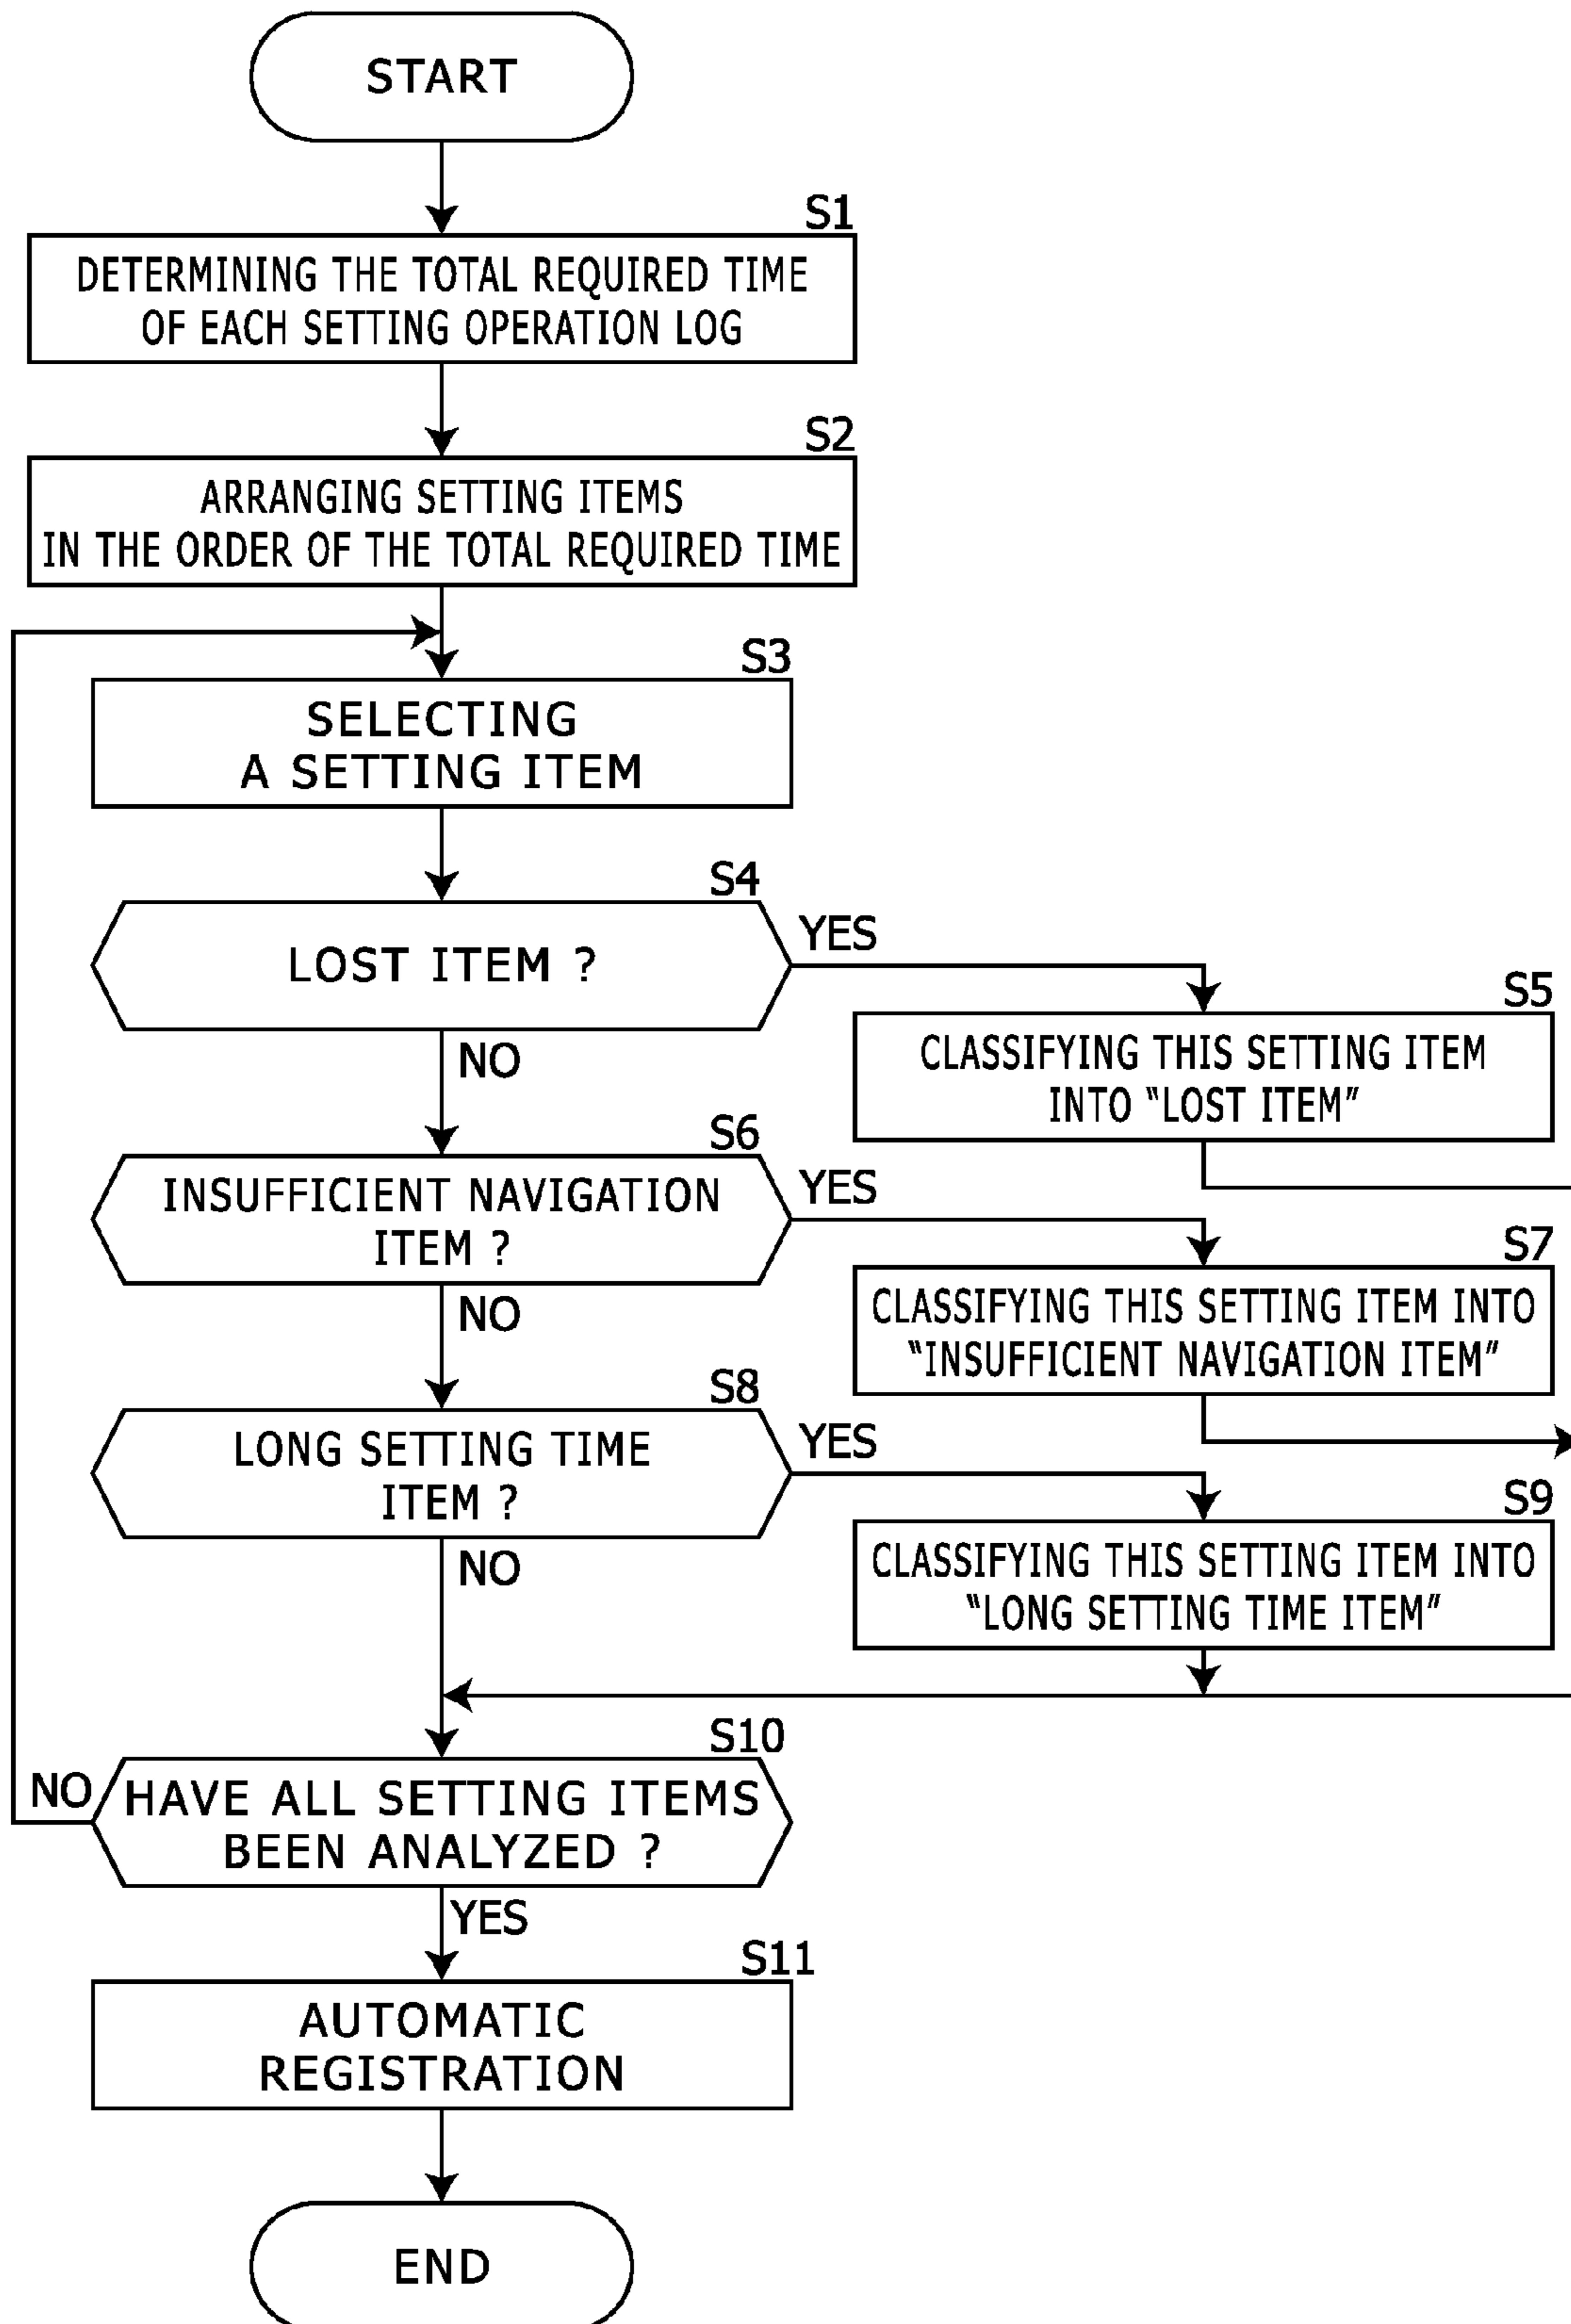 START
S1
DETERMINING THE TOTAL REQUIRED TIME
OF EACH SETTING OPERATION LOG
S2
ARRANGING SETTING ITEMS
IN THE ORDER OF THE TOTAL REQUIRED TIME
S3
SELECTING
A SETTING ITEM
S4
LOST ITEM ?
YES
NO
S5
CLASSIFYING THIS SETTING ITEM
INTO “LOST ITEM”
S6
INSUFFICIENT NAVIGATION
ITEM ?
YES
NO
S7
CLASSIFYING THIS SETTING ITEM INTO
“INSUFFICIENT NAVIGATION ITEM”
S8
LONG SETTING TIME
ITEM ?
YES
NO
S9
CLASSIFYING THIS SETTING ITEM INTO
“LONG SETTING TIME ITEM”
S10
HAVE ALL SETTING ITEMS
BEEN ANALYZED ?
NO
YES
S11
AUTOMATIC
REGISTRATION
END